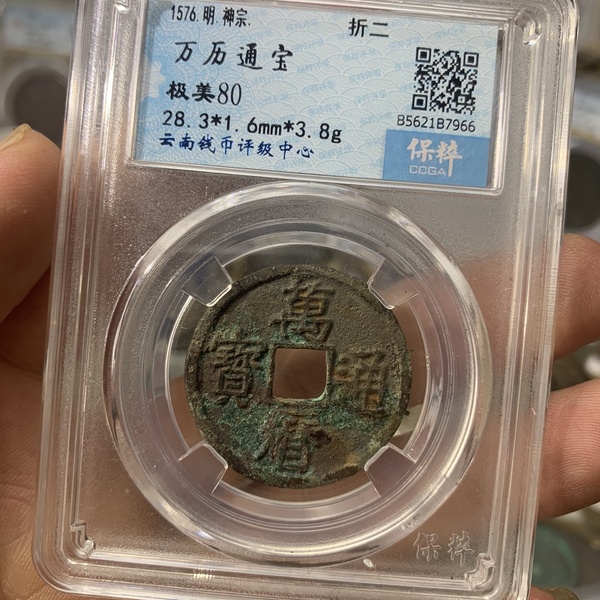 1576.明.神宗.
折二
万历通宝
极美80
28.3*1.6mm*3.8g
云南钱币评级中心
B5621B7966
保粹
CCGA
萬
寶 通
曆
保粹